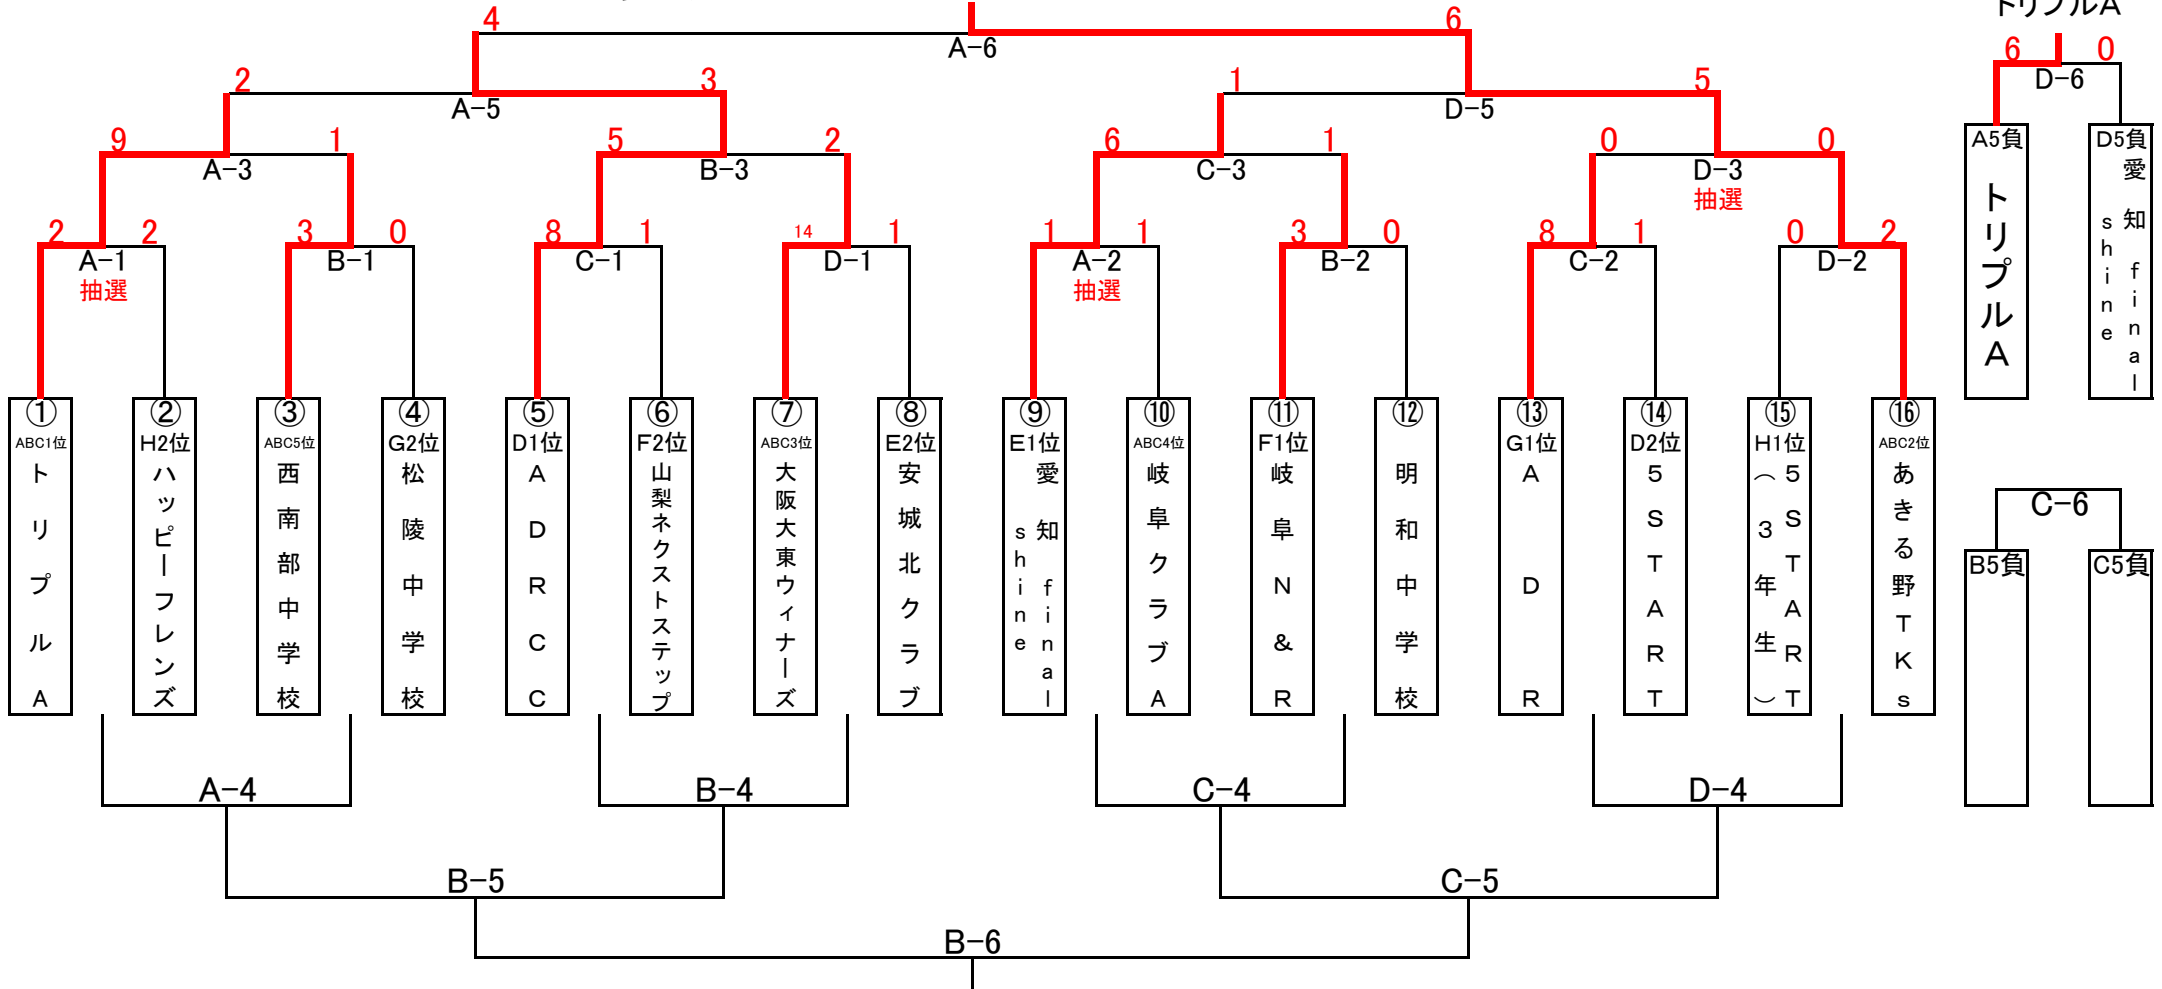 トリプルA
4
6
A-6
6
0
D-6
2
3
A-5
1
5
D-5
9
1
A-3
5
2
B-3
6
1
C-3
0
0
D-3
抽選
2
2
A-1
抽選
3
0
B-1
8
1
C-1
14
1
D-1
1
1
A-2
抽選
3
0
B-2
8
1
C-2
0
2
D-2
A5負
トリプルA
D5負
愛知 final
shine
①
ABC1位
トリプルA
②
H2位
ハッピーフレンズ
③
ABC5位
西南部中学校
④
G2位
松陵中学校
⑤
D1位
ADRCC
⑥
F2位
山梨ネクストステップ
⑦
ABC3位
大阪大東ウィナーズ
⑧
E2位
安城北クラブ
⑨
E1位
愛知 final
shine
⑩
ABC4位
岐阜クラブA
⑪
F1位
岐阜N&R
⑫
明和中学校
⑬
G1位
ADR
⑭
D2位
5START
⑮
H1位
5START
(3年生)
⑯
ABC2位
あきる野TKs
C-6
B5負
C5負
A-4
B-4
C-4
D-4
B-5
C-5
B-6